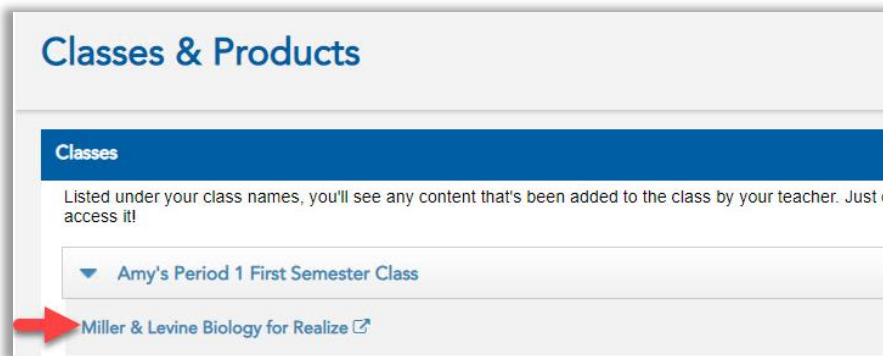 Classes & Products
Classes
Listed under your class names, you'll see any content that's been added to the class by your teacher. Just
access it!
Amy's Period 1 First Semester Class
Miller & Levine Biology for Realize